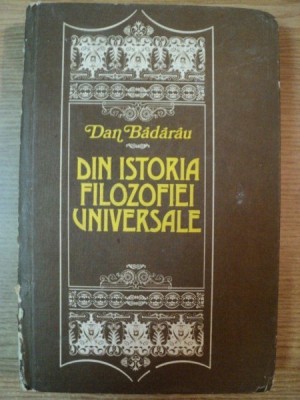 Dan Bădărău
DIN ISTORIA
FILOZOFIEI
UNIVERSALE